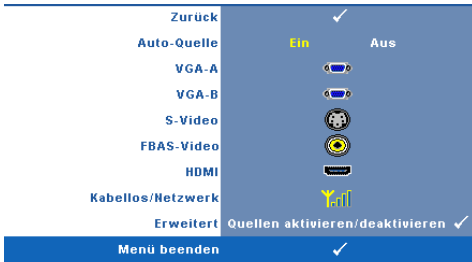 Zurück
Auto-Quelle Ein Aus
VGA-A
VGA-B
S-Video
FBAS-Video
HDMI
Kabellos/Netzwerk
Erweitert Quellen aktivieren/deaktivieren
Menü beenden